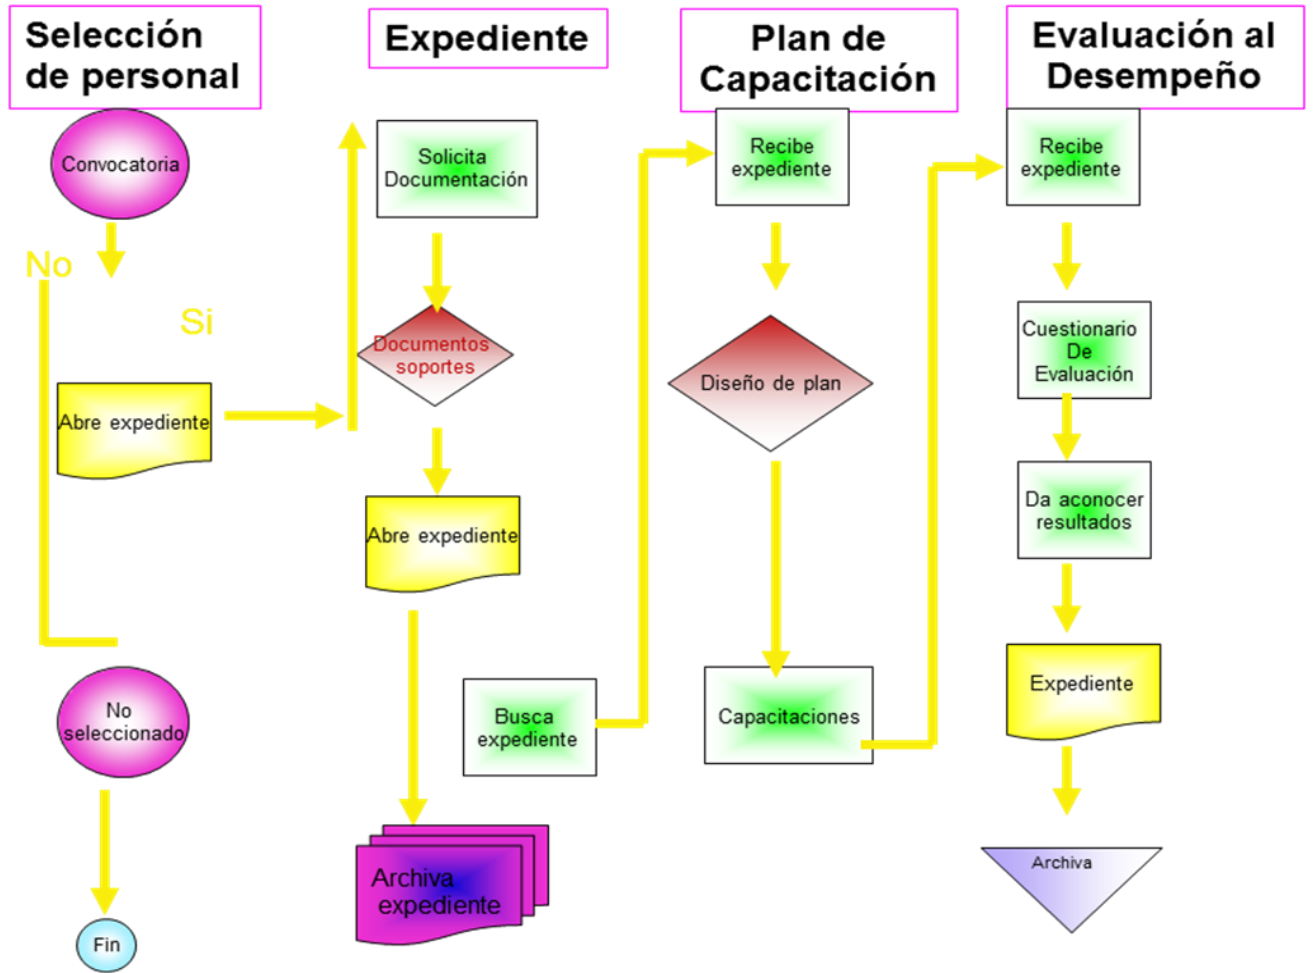 Selección
de personal
Convocatoria
No
Si
Abre expediente
No
seleccionado
Fin
Expediente
Solicita
Documentación
Documentos
soportes
Abre expediente
Busca
expediente
Archiva
expediente
Plan de
Capacitación
Recibe
expediente
Diseño de plan
Capacitaciones
Evaluación al
Desempeño
Recibe
expediente
Cuestionario
De
Evaluación
Da aconocer
resultados
Expediente
Archiva